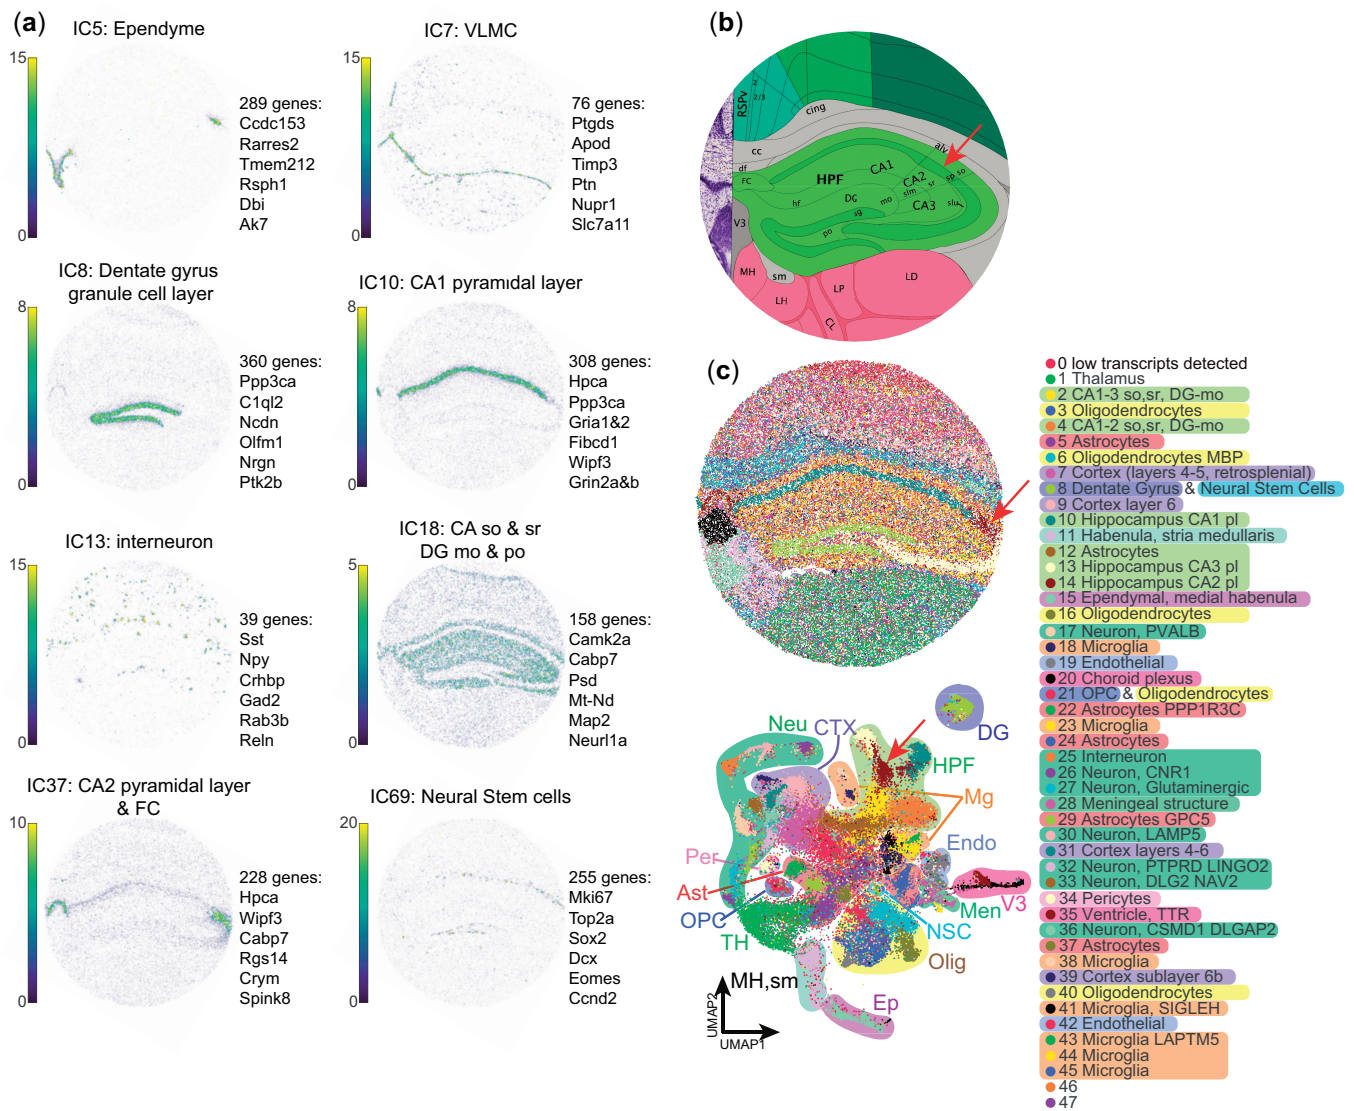 (a)
IC5: Ependyme
15
0
289 genes:
Ccdc153
Rarres2
Tmem212
Rsph1
Dbi
Ak7
IC7: VLMC
15
0
76 genes:
Ptgds
Apod
Timp3
Ptn
Nupr1
Slc7a11
IC8: Dentate gyrus
granule cell layer
8
0
360 genes:
Ppp3ca
C1ql2
Ncdn
Olfm1
Nrgn
Ptk2b
IC10: CA1 pyramidal layer
8
0
308 genes:
Hpca
Ppp3ca
Gria1&2
Fibcd1
Wipf3
Grin2a&b
IC13: interneuron
15
0
39 genes:
Sst
Npy
Crhbp
Gad2
Rab3b
Reln
IC18: CA so & sr
DG mo & po
5
0
158 genes:
Camk2a
Cabp7
Psd
Mt-Nd
Map2
Neurl1a
IC37: CA2 pyramidal layer
& FC
10
0
228 genes:
Hpca
Wipf3
Cabp7
Rgs14
Crym
Spink8
IC69: Neural Stem cells
20
0
255 genes:
Mki67
Top2a
Sox2
Dcx
Eomes
Ccnd2
(b)
RSPv
2
2/3
cing
cc
alv
df
FC
HPF
CA1
CA2
sp so
sr
slm
hf
DG
mo
CA3
slu
sg
po
V3
MH
sm
LH
LP
LD
CL
(c)
0 low transcripts detected
1 Thalamus
2 CA1-3 so,sr, DG-mo
3 Oligodendrocytes
4 CA1-2 so,sr, DG-mo
5 Astrocytes
6 Oligodendrocytes MBP
7 Cortex (layers 4-5, retrosplenial)
8 Dentate Gyrus & Neural Stem Cells
9 Cortex layer 6
10 Hippocampus CA1 pl
11 Habenula, stria medullaris
12 Astrocytes
13 Hippocampus CA3 pl
14 Hippocampus CA2 pl
15 Ependymal, medial habenula
16 Oligodendrocytes
17 Neuron, PVALB
18 Microglia
19 Endothelial
20 Choroid plexus
21 OPC & Oligodendrocytes
22 Astrocytes PPP1R3C
23 Microglia
24 Astrocytes
25 Interneuron
26 Neuron, CNR1
27 Neuron, Glutaminergic
28 Meningeal structure
29 Astrocytes GPC5
30 Neuron, LAMP5
31 Cortex layers 4-6
32 Neuron, PTPRD LINGO2
33 Neuron, DLG2 NAV2
34 Pericytes
35 Ventricle, TTR
36 Neuron, CSMD1 DLGAP2
37 Astrocytes
38 Microglia
39 Cortex sublayer 6b
40 Oligodendrocytes
41 Microglia, SIGLEH
42 Endothelial
43 Microglia LAPTM5
44 Microglia
45 Microglia
46
47
Neu
CTX
DG
HPF
Mg
Endo
Per
Ast
OPC
TH
V3
Men
NSC
Olig
MH,sm
Ep
UMAP2
UMAP1